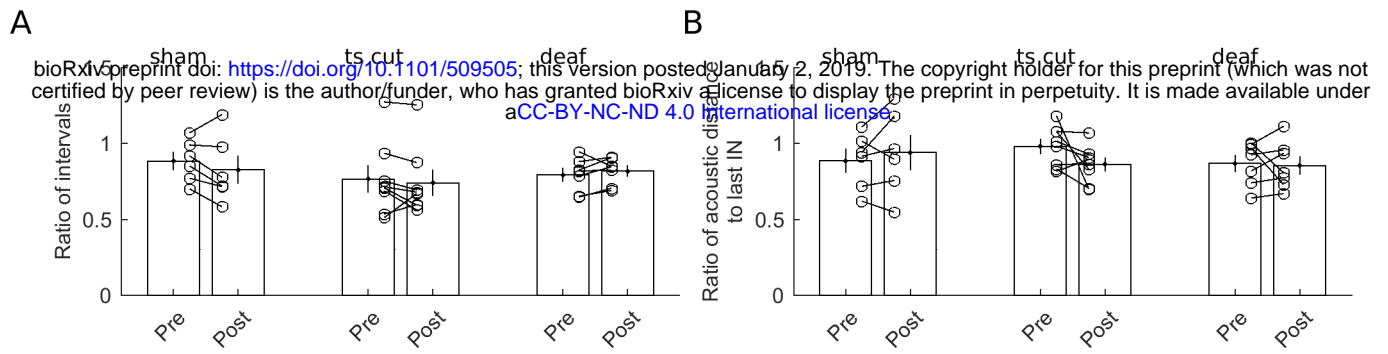 A
B
sham
ts cut
deaf
sham
ts cut
deaf
bioRxiv preprint doi: https://doi.org/10.1101/509505; this version posted January 2, 2019. The copyright holder for this preprint (which was not
certified by peer review) is the author/funder, who has granted bioRxiv a license to display the preprint in perpetuity. It is made available under
aCC-BY-NC-ND 4.0 International license.
Ratio of intervals
1.5
1
0.5
0
Pre
Post
Pre
Post
Pre
Post
Ratio of acoustic distance
to last IN
1.5
1
0.5
0
Pre
Post
Pre
Post
Pre
Post